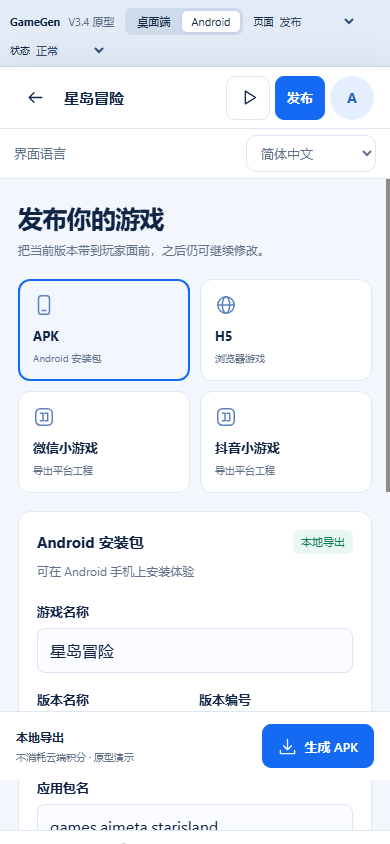 GameGen V3.4 原型 桌面端 Android 页面 发布
状态 正常
星岛冒险 发布 A
界面语言 简体中文
发布你的游戏
把当前版本带到玩家面前，之后仍可继续修改。
APK
Android 安装包
H5
浏览器游戏
微信小游戏
导出平台工程
抖音小游戏
导出平台工程
Android 安装包 本地导出
可在 Android 手机上安装体验
游戏名称
星岛冒险
版本名称 版本编号
本地导出
不消耗云端积分 · 原型演示
生成 APK
应用包名
games.aimeta.starisland